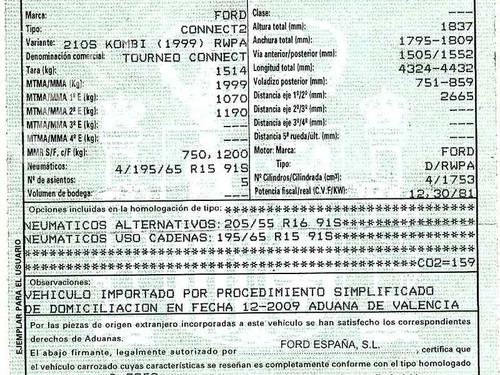 Marca: FORD
Tipo: CONNECT2
Variante: 210S KOMBI (1999) RWPA
Denominación comercial: TOURNEO CONNECT
Tara (kg): 1514
MTMA/MMA (Kg): 1999
MTMA/MMA 1º E (kg): 1070
MTMA/MMA 2º E (kg): 1190
MTMA/MMA 3º E (kg): ---
MTMA/MMA 4º E (kg): ---
MMR S/F, c/F (kg): 750,1200
Neumáticos: 4/195/65 R15 91S
Nº de asientos: 5
Volumen de bodega: ---
Clase: ---
Altura total (mm): 1837
Anchura total (mm): 1795-1809
Vía anterior/posterior (mm): 1505/1552
Longitud total (mm): 4324-4432
Voladizo posterior (mm): 751-859
Distancia eje 1º/2º (mm): 2665
Distancia eje 2º/3º (mm): ---
Distancia eje 3º/4º (mm): ---
Distancia 5ª rueda/últ. (mm): ---
Motor: Marca: FORD
Tipo: D/RWPA
Nº Cilindros/Cilindrada (cm³): 4/1753
Potencia fiscal/real (C.V.F/KW): 12,30/81
Opciones incluidas en la homologación de tipo: ****************************
NEUMATICOS ALTERNATIVOS: 205/55 R16 91S******************
NEUMATICOS USO CADENAS: 195/65 R15 91S*******************
****************************************************CO2=159
Observaciones:
VEHICULO IMPORTADO POR PROCEDIMIENTO SIMPLIFICADO
DE DOMICILIACION EN FECHA 12-2009 ADUANA DE VALENCIA
Por las piezas de origen extranjero incorporadas a este vehículo se han satisfecho los correspondientes
derechos de Aduanas.
El abajo firmante, legalmente autorizado por FORD ESPAÑA, S.L. , certifica que
el vehículo carrozado cuyas características se reseñan es completamente conforme con el tipo homologado
EJEMPLAR PARA EL USUARIO